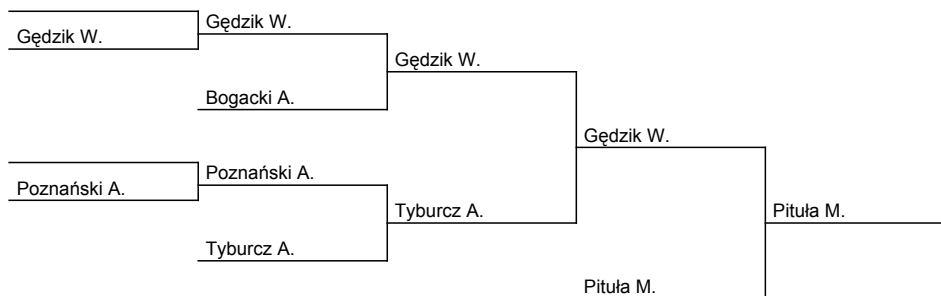 Gędzik W.
Gędzik W.
Gędzik W.
Bogacki A.
Gędzik W.
Poznański A.
Poznański A.
Tyburcz A.
Pituła M.
Tyburcz A.
Pituła M.